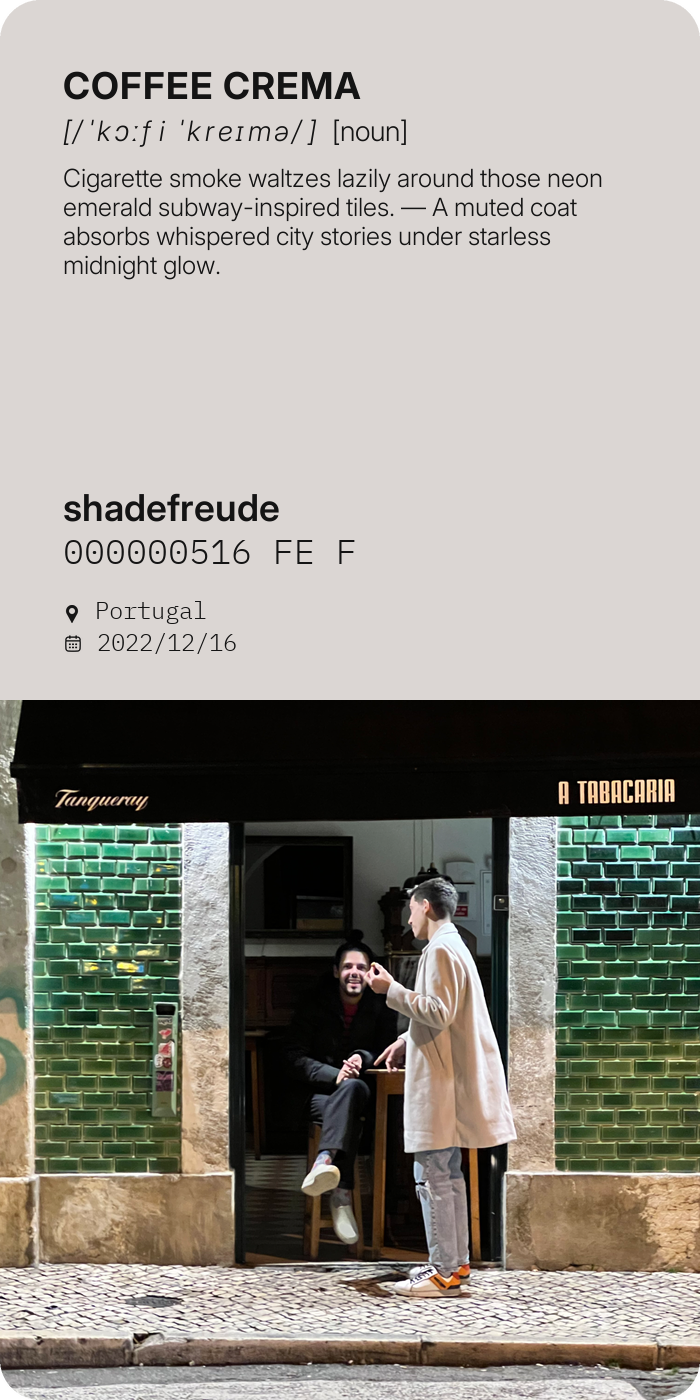 COFFEE CREMA
[/ˈkɔːfi ˈkreɪmə/] [noun]
Cigarette smoke waltzes lazily around those neon
emerald subway-inspired tiles. — A muted coat
absorbs whispered city stories under starless
midnight glow.
shadefreude
000000516 FE F
Portugal
2022/12/16
Tanqueray
A TABACARIA